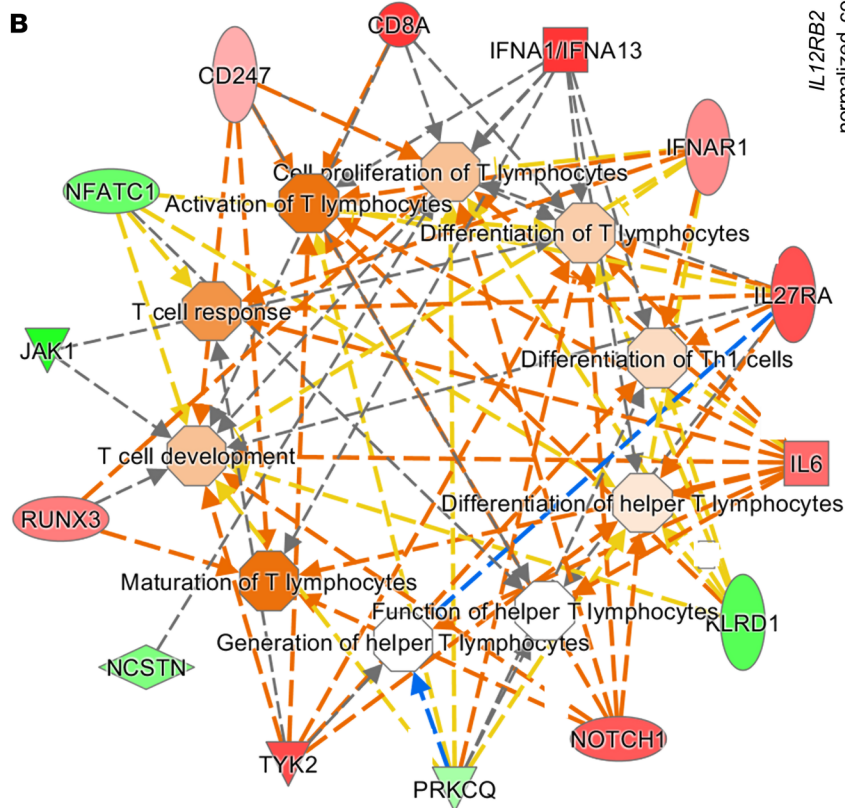 B
CD8A
IFNA1/IFNA13
IL12RB2
CD247
IFNAR1
Cell proliferation of T lymphocytes
NFATC1
Activation of T lymphocytes
Differentiation of T lymphocytes
IL27RA
T cell response
JAK1
Differentiation of Th1 cells
T cell development
IL6
Differentiation of helper T lymphocytes
RUNX3
Maturation of T lymphocytes
Function of helper T lymphocytes
KLRD1
Generation of helper T lymphocytes
NCSTN
NOTCH1
TYK2
PRKCQ